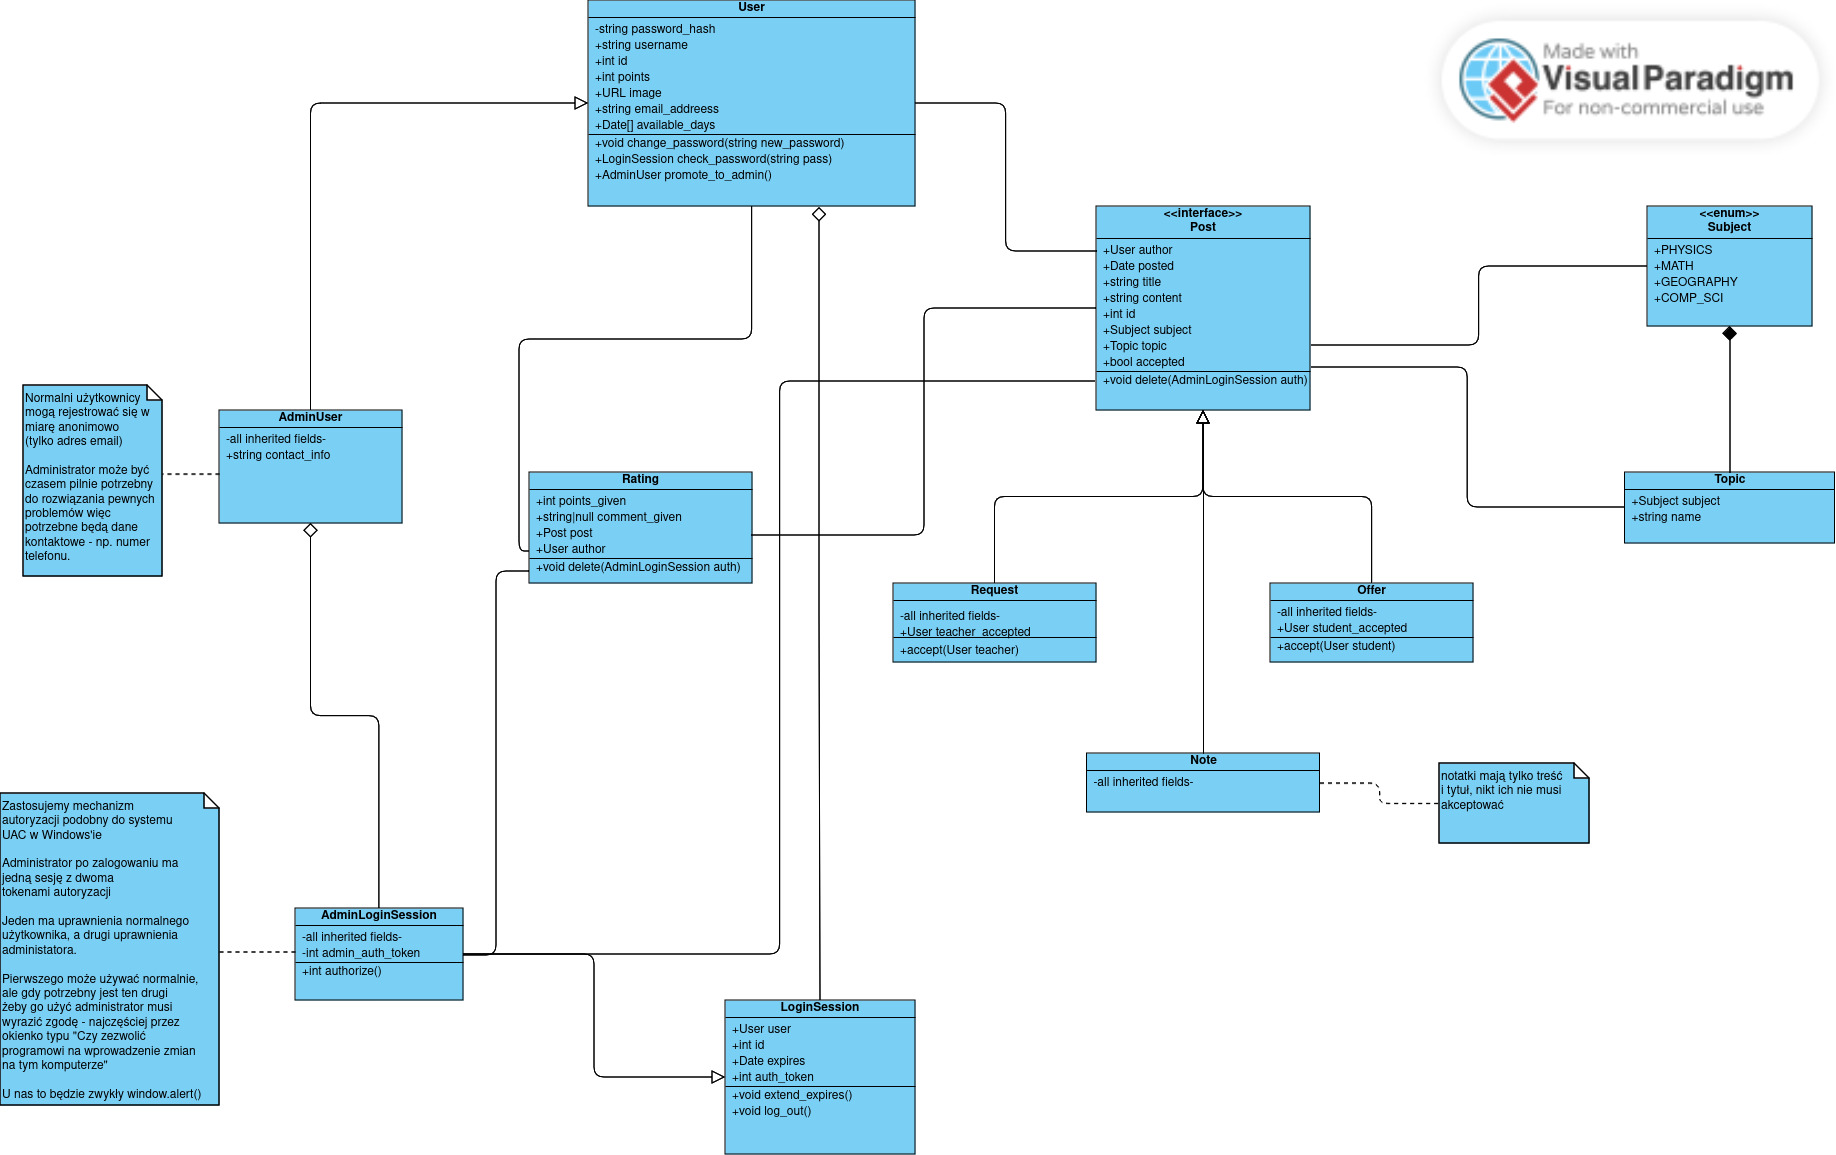 User
-string password_hash
+string username
+int id
+int points
+URL image
+string email_addreess
+Date[] available_days
+void change_password(string new_password)
+LoginSession check_password(string pass)
+AdminUser promote_to_admin()
Made with
Visual Paradigm
For non-commercial use
<<interface>>
Post
+User author
+Date posted
+string title
+string content
+int id
+Subject subject
+Topic topic
+bool accepted
+void delete(AdminLoginSession auth)
<<enum>>
Subject
+PHYSICS
+MATH
+GEOGRAPHY
+COMP_SCI
Normalni użytkownicy
mogą rejestrować się w
miarę anonimowo
(tylko adres email)
Administrator może być
czasem pilnie potrzebny
do rozwiązania pewnych
problemów więc
potrzebne będą dane
kontaktowe - np. numer
telefonu.
AdminUser
-all inherited fields-
+string contact_info
Rating
+int points_given
+string|null comment_given
+Post post
+User author
+void delete(AdminLoginSession auth)
Topic
+Subject subject
+string name
Request
-all inherited fields-
+User teacher_accepted
+accept(User teacher)
Offer
-all inherited fields-
+User student_accepted
+accept(User student)
Note
-all inherited fields-
notatki mają tylko treść
i tytuł, nikt ich nie musi
akceptować
Zastosujemy mechanizm
autoryzacji podobny do systemu
UAC w Windows'ie
Administrator po zalogowaniu ma
jedną sesję z dwoma
tokenami autoryzacji
Jeden ma uprawnienia normalnego
użytkownika, a drugi uprawnienia
administatora.
Pierwszego może używać normalnie,
ale gdy potrzebny jest ten drugi
żeby go użyć administrator musi
wyrazić zgodę - najczęściej przez
okienko typu "Czy zezwolić
programowi na wprowadzenie zmian
na tym komputerze"
U nas to będzie zwykły window.alert()
AdminLoginSession
-all inherited fields-
-int admin_auth_token
+int authorize()
LoginSession
+User user
+int id
+Date expires
+int auth_token
+void extend_expires()
+void log_out()